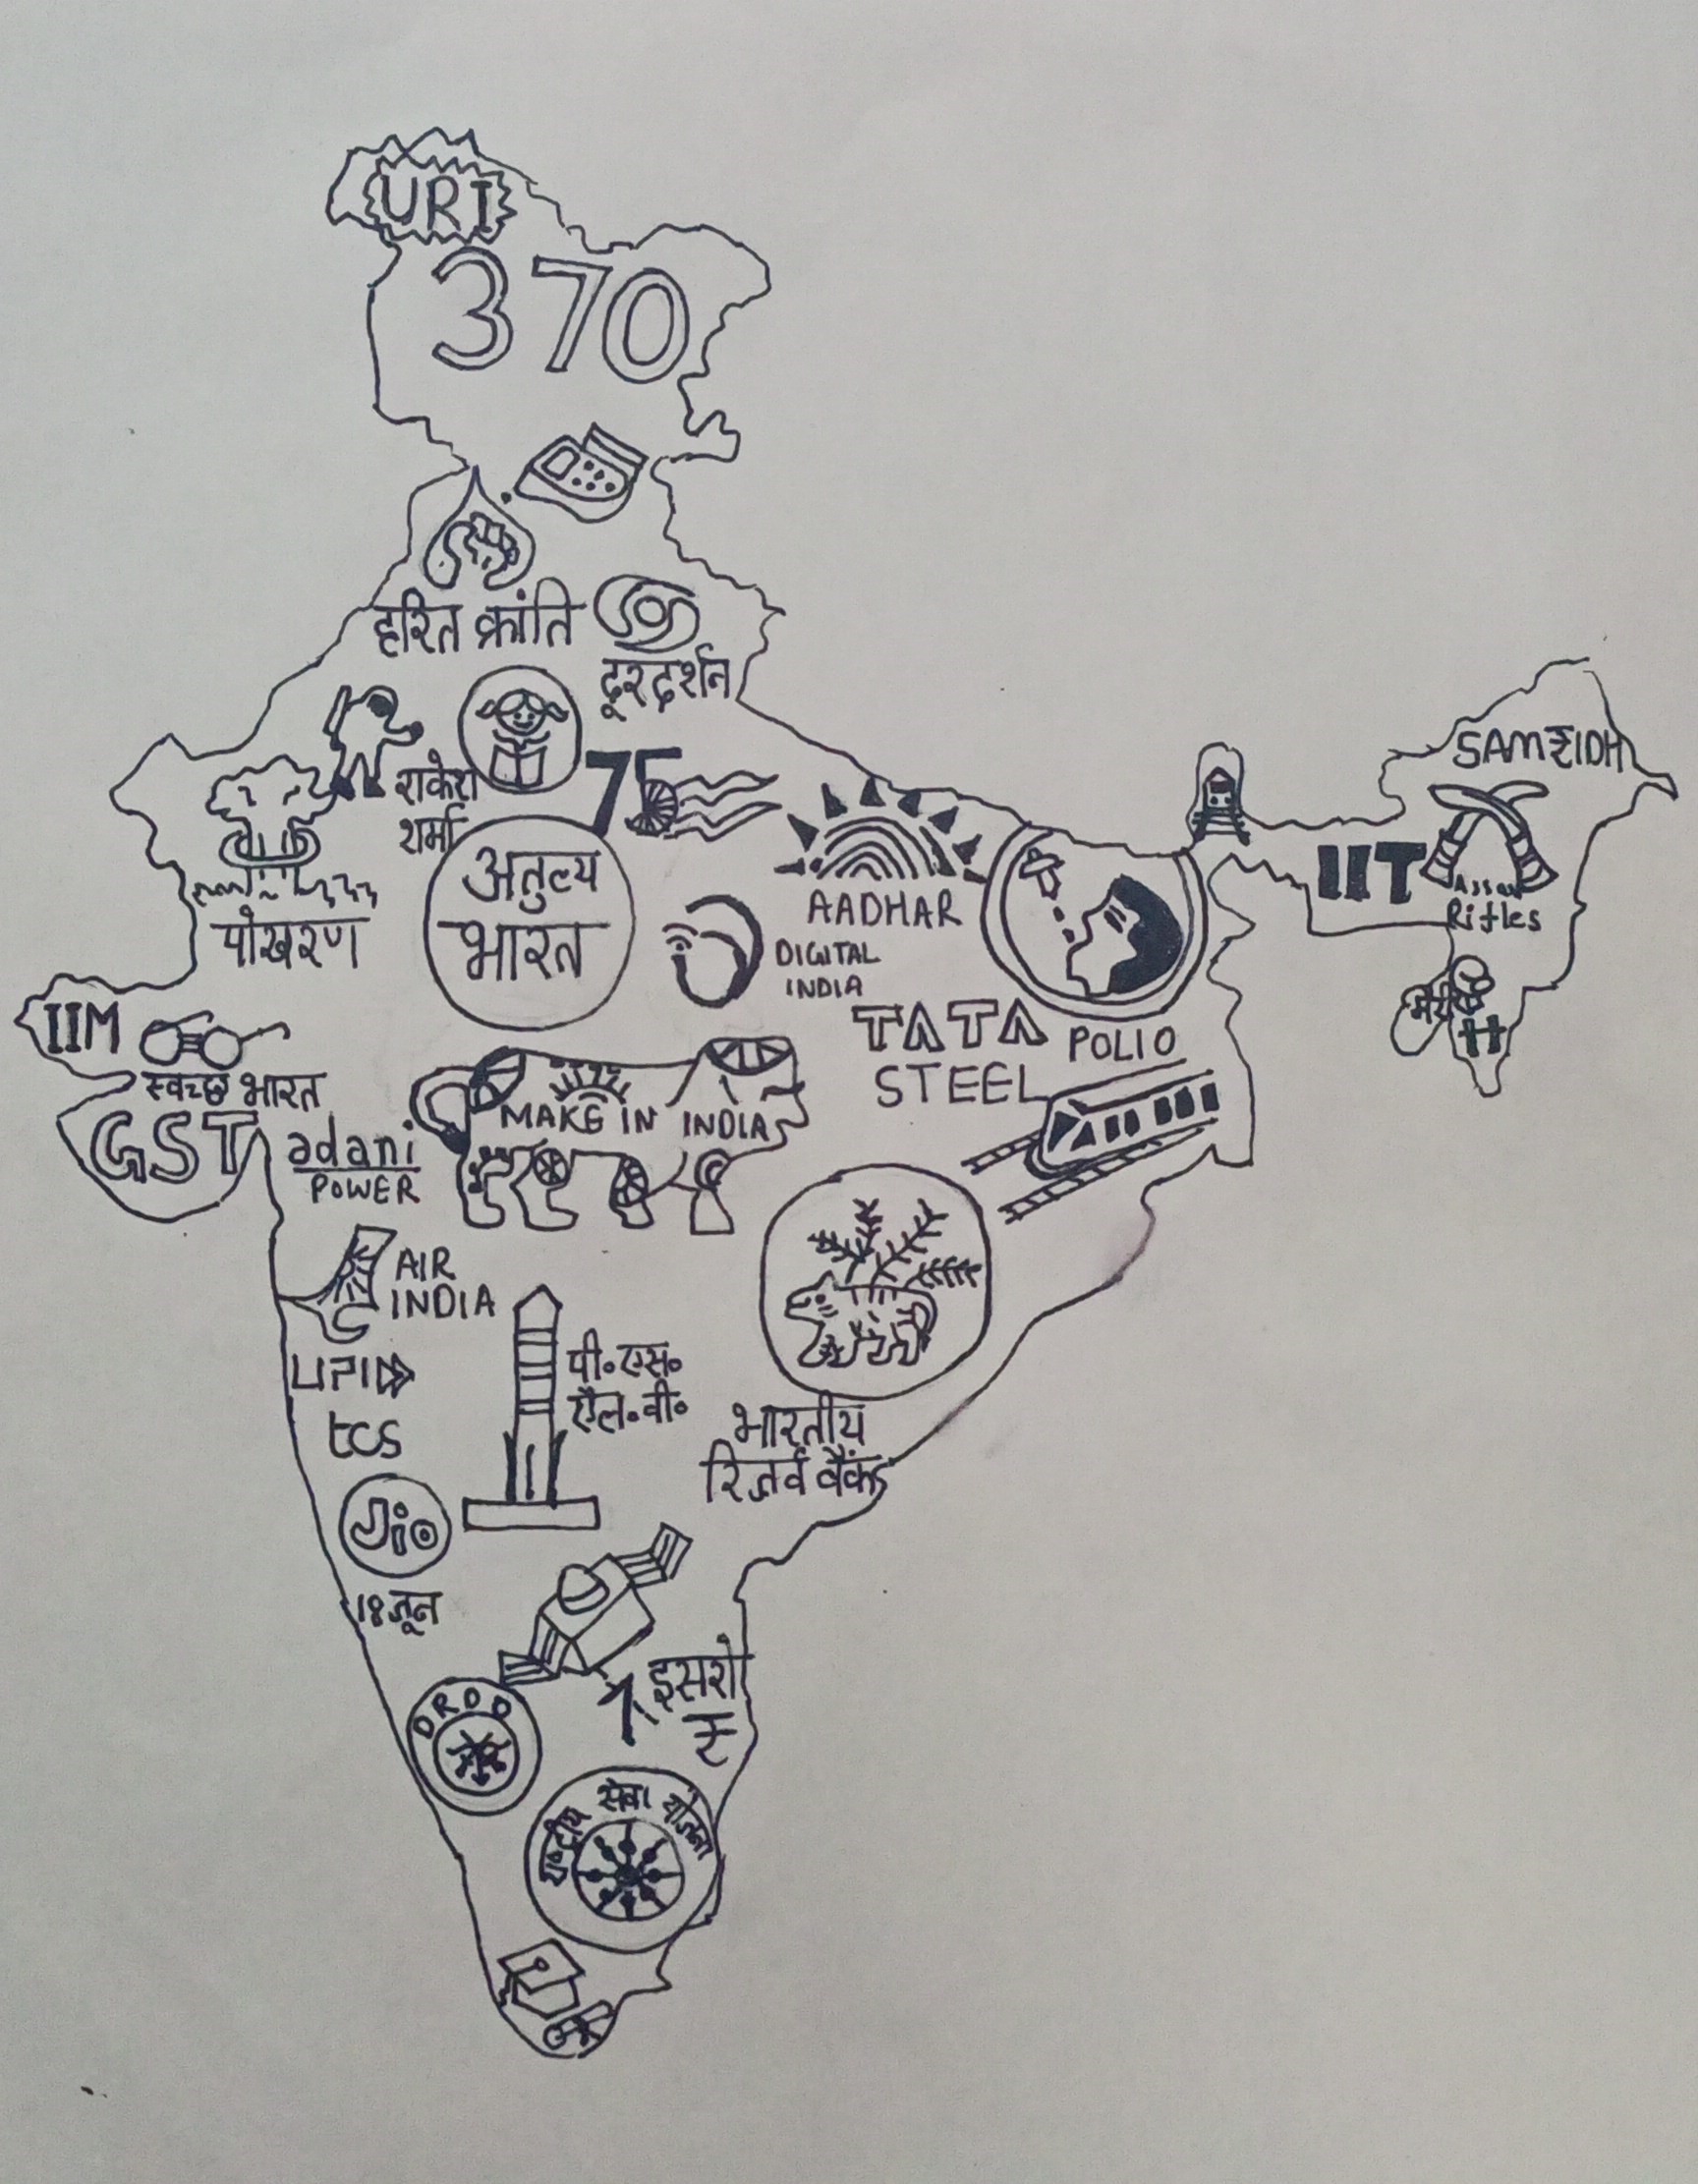 URI
370
हरित क्रांति
दूरदर्शन
राकेश
शर्मा
75
SAM₹IDH
अतुल्य
भारत
AADHAR
IIT
Assam
Rifles
पोखरण
DIGITAL
INDIA
IIM
TATA
STEEL
POLIO
स्वच्छ भारत
GST
MAKE IN INDIA
adani
POWER
AIR
INDIA
UPI
पी॰एस॰
एल॰वी॰
tcs
भारतीय
रिज़र्व बैंक
Jio
18 जून
इसरो
₹
DRDO
राष्ट्रीय सेवा योजना